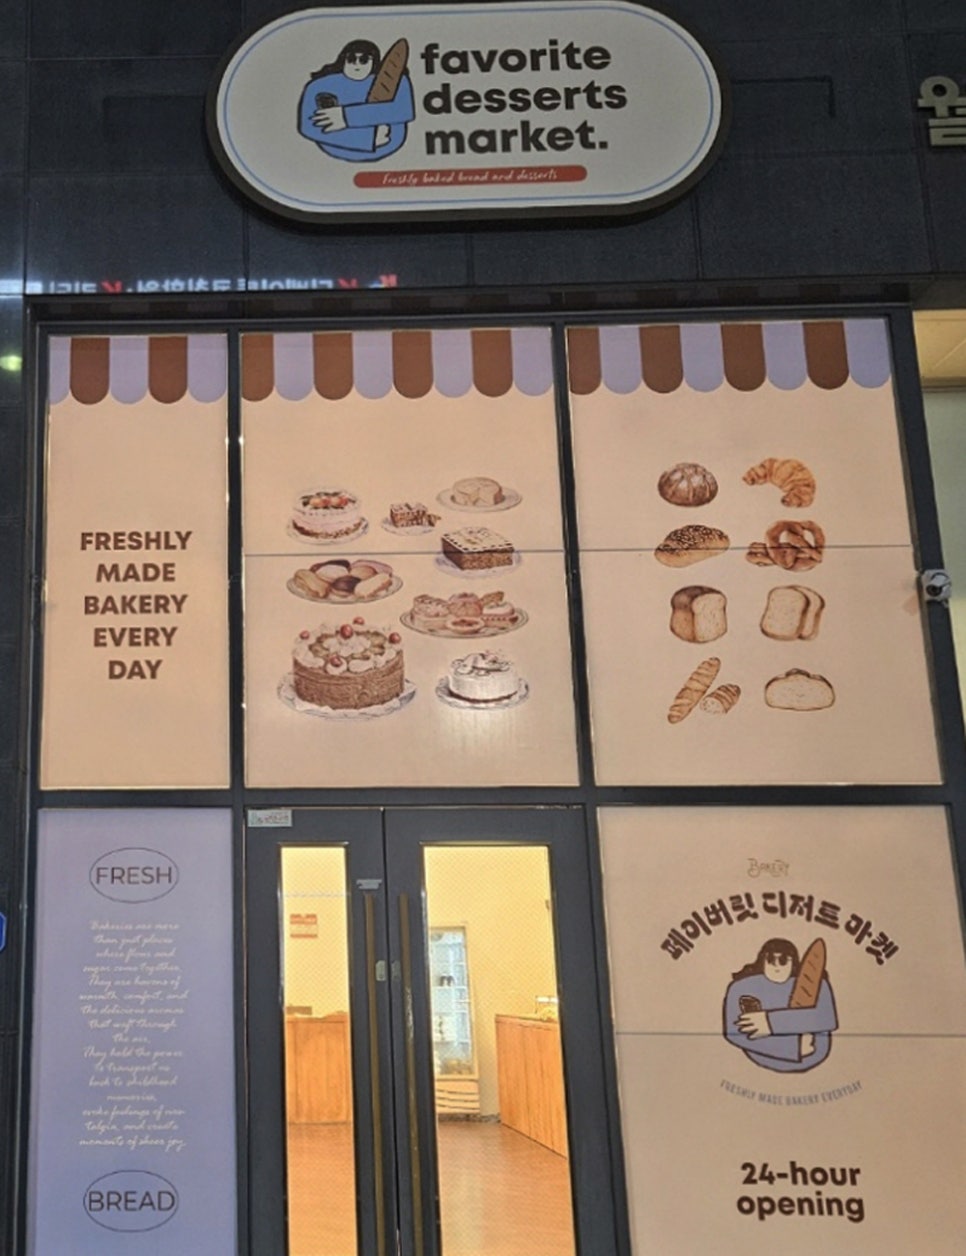 favorite
desserts
market.
Freshly baked bread and desserts
월
FRESHLY
MADE
BAKERY
EVERY
DAY
FRESH
Bakeries are more
than just places
where flour and
sugar come together,
They are havens of
warmth, comfort, and
the delicious aromas
that waft through
the air.
They hold the power
to transport us
back to childhood
memories,
evoke feelings of nos-
talgia, and create
moments of sheer joy.
BREAD
BAKERY
페이버릿 디저트 마켓
FRESHLY MADE BAKERY EVERYDAY
24-hour
opening